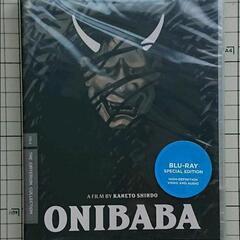 THE CRITERION COLLECTION
BLU-RAY
SPECIAL EDITION
HIGH-DEFINITION
VIDEO AND AUDIO
A FILM BY KANETO SHINDO
ONIBABA